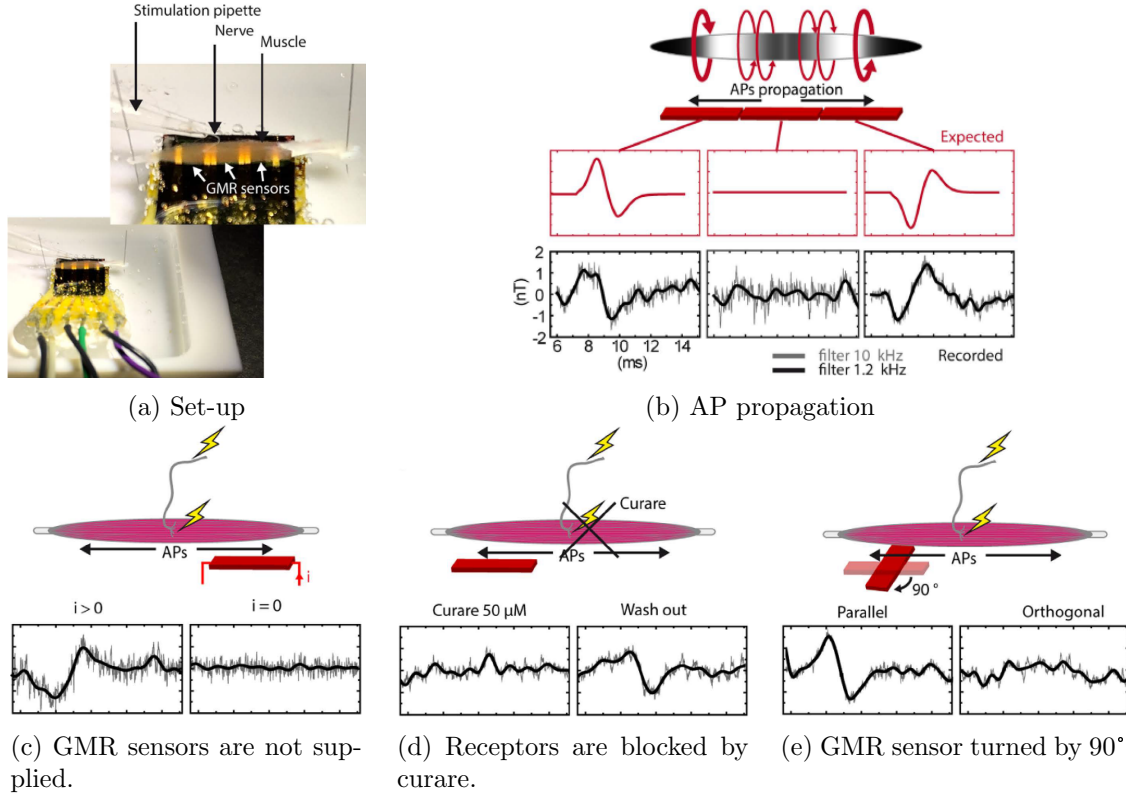 Stimulation pipette
Nerve
Muscle
GMR sensors
(a) Set-up
APs propagation
Expected
2
1
0
-1
-2
(nT)
6 8 10 12 14
(ms)
filter 10 kHz
filter 1.2 kHz
Recorded
(b) AP propagation
APs
i
i > 0
i = 0
(c) GMR sensors are not sup-
plied.
Curare
APs
Curare 50 µM
Wash out
(d) Receptors are blocked by
curare.
APs
90°
Parallel
Orthogonal
(e) GMR sensor turned by 90°